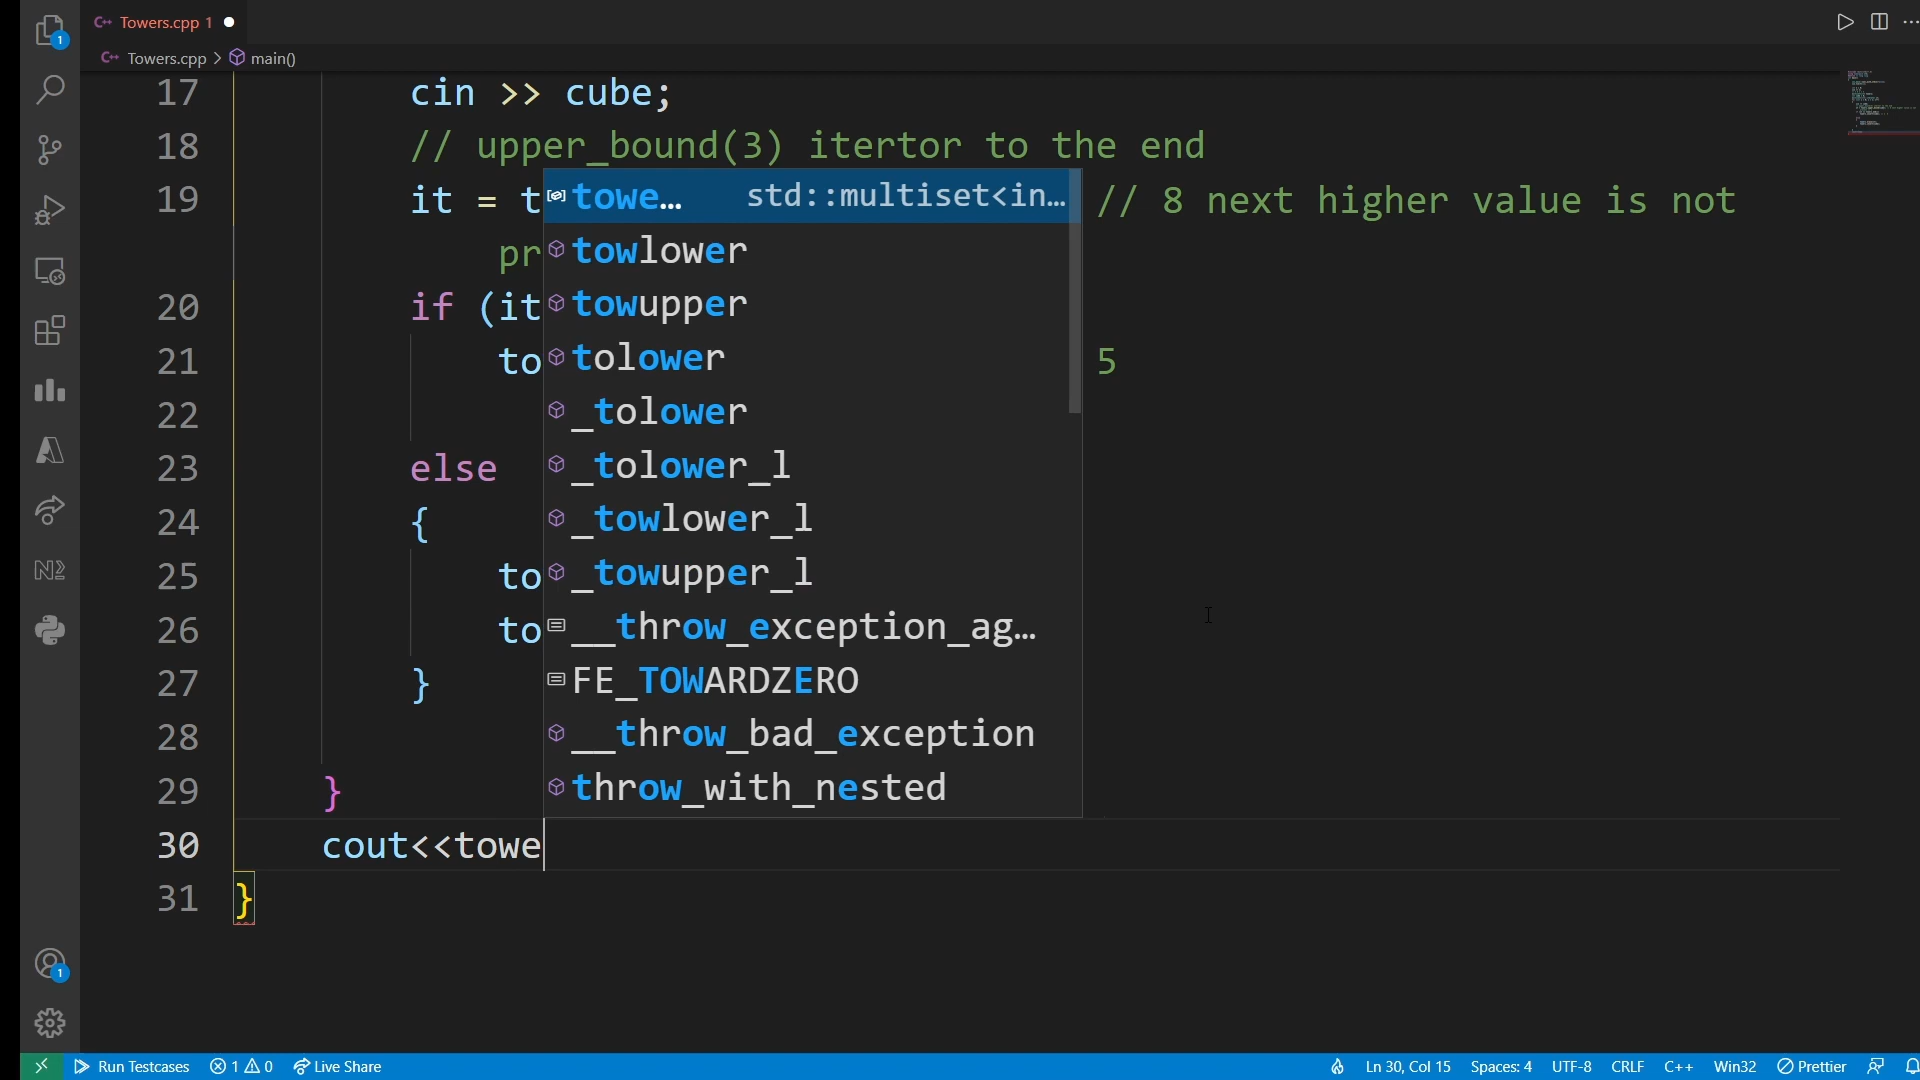 Towers.cpp 1
Towers.cpp > main()
17 cin >> cube;
18 // upper_bound(3) itertor to the end
19 it = t // 8 next higher value is not
pr
20 if (it
21 to 5
22
23 else
24 {
25 to
26 to
27 }
28
29 }
30 cout<<towe
31 }
towe… std::multiset<in…
towlower
towupper
tolower
_tolower
_tolower_l
_towlower_l
_towupper_l
__throw_exception_ag…
FE_TOWARDZERO
__throw_bad_exception
throw_with_nested
1
1
Run Testcases 1 0 Live Share Ln 30, Col 15 Spaces: 4 UTF-8 CRLF C++ Win32 Prettier